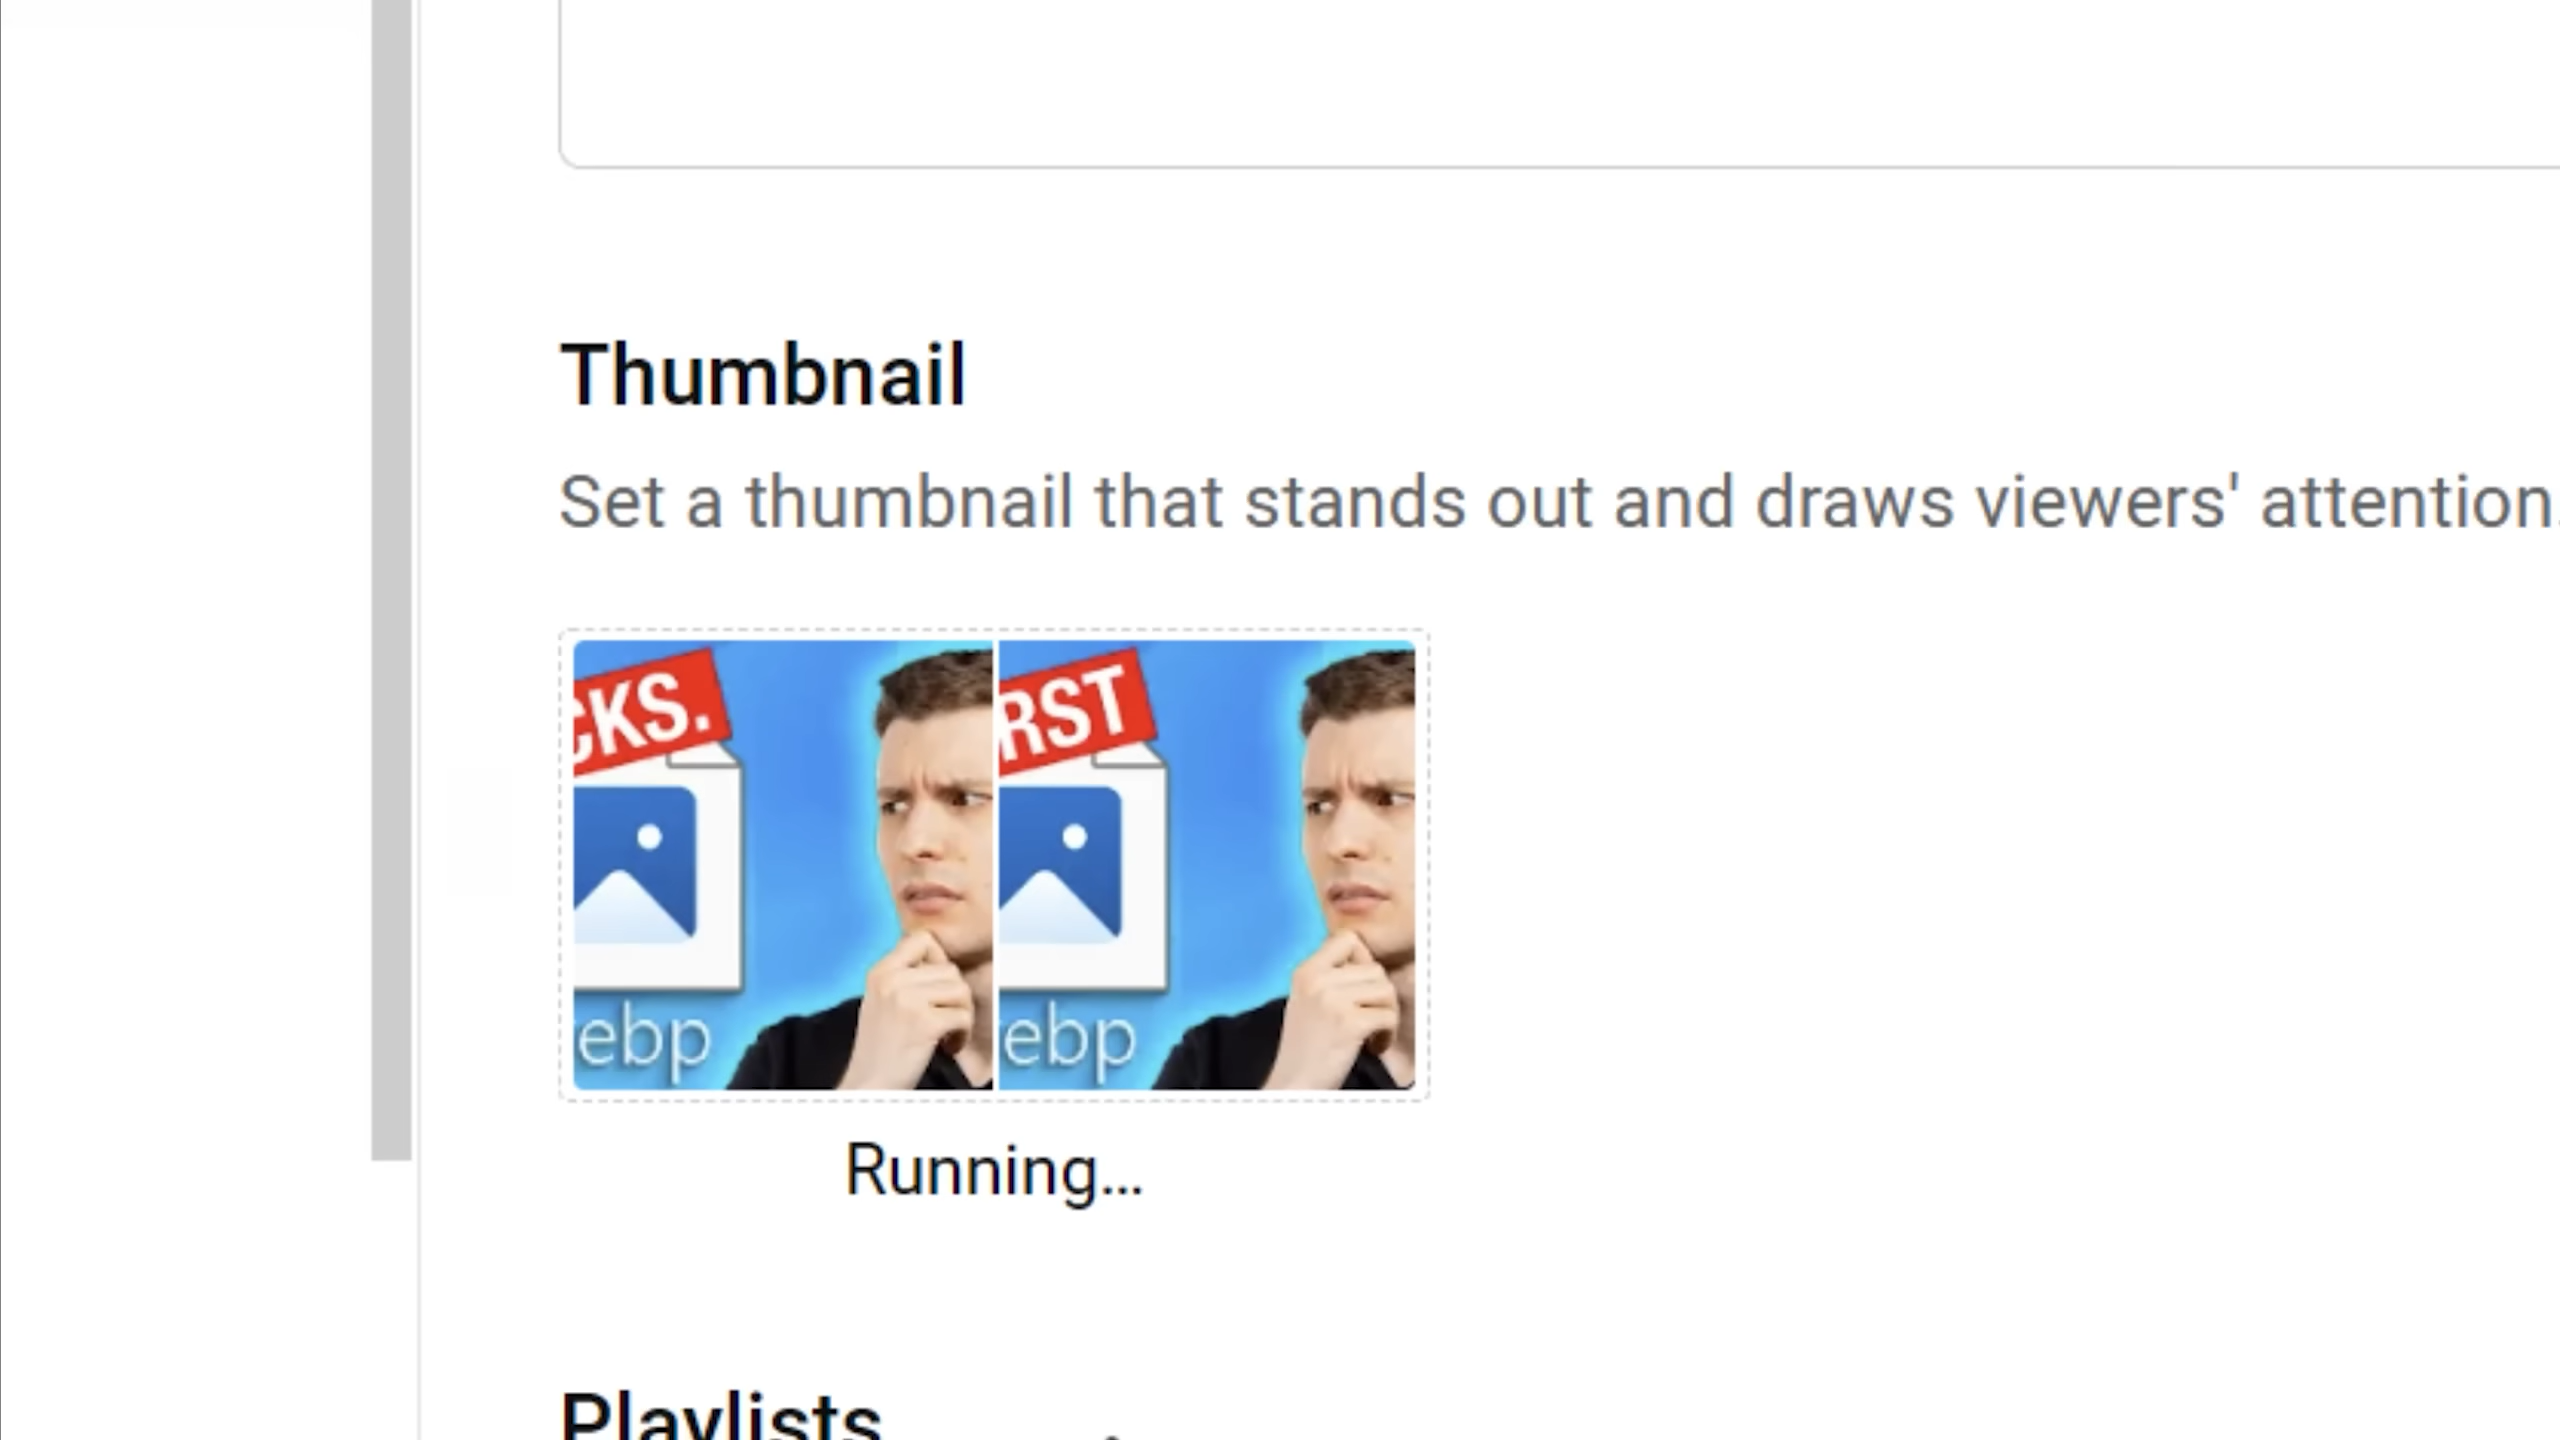 Thumbnail
Set a thumbnail that stands out and draws viewers' attention.
CKS.
RST
ebp
ebp
Running...
Playlists